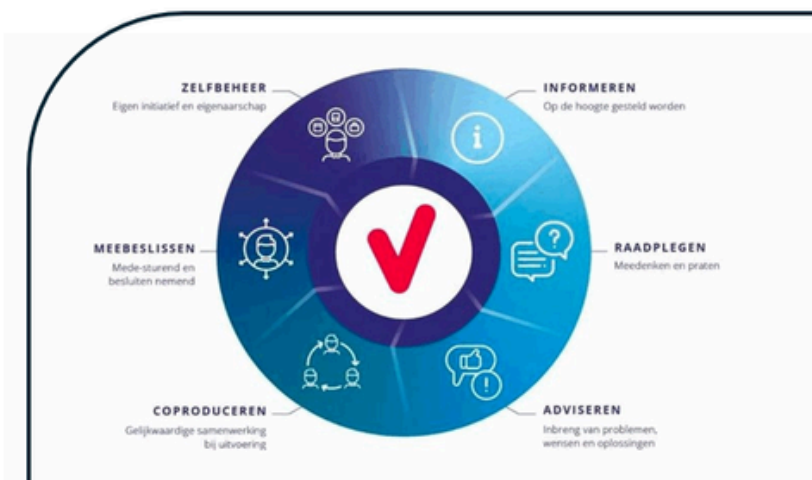 ZELFBEHEER
Eigen initiatief en eigenaarschap
INFORMEREN
Op de hoogte gesteld worden
MEEBESLISSEN
Mede-sturend en
besluiten nemend
RAADPLEGEN
Meedenken en praten
COPRODUCEREN
Gelijkwaardige samenwerking
bij uitvoering
ADVISEREN
Inbreng van problemen,
wensen en oplossingen